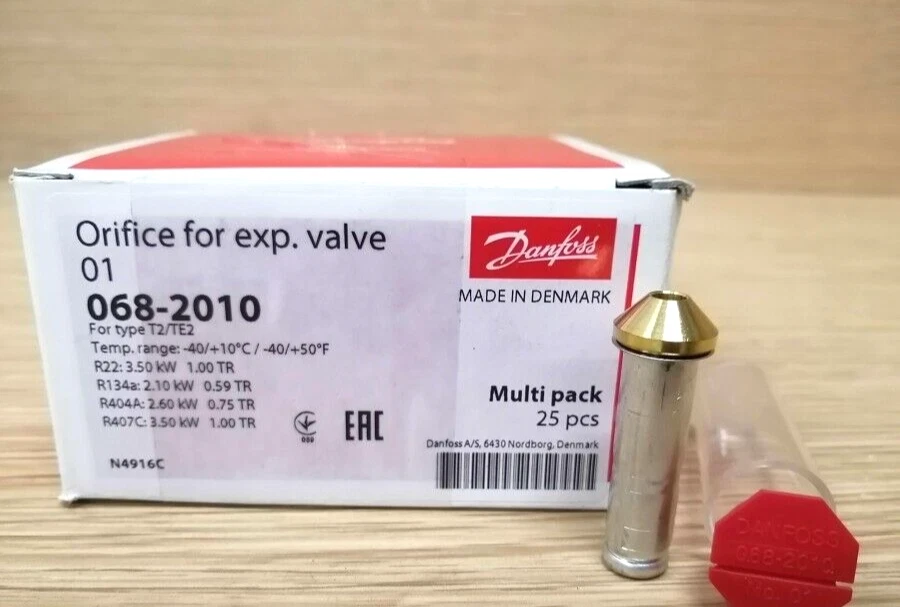 Orifice for exp. valve
01
068-2010
For type T2/TE2
Temp. range: -40/+10°C / -40/+50°F
R22: 3.50 kW 1.00 TR
R134a: 2.10 kW 0.59 TR
R404A: 2.60 kW 0.75 TR
R407C: 3.50 kW 1.00 TR
N4916C
089
EAC
Danfoss
MADE IN DENMARK
Multi pack
25 pcs
Danfoss A/S, 6430 Nordborg, Denmark
DANFOSS
068-2010